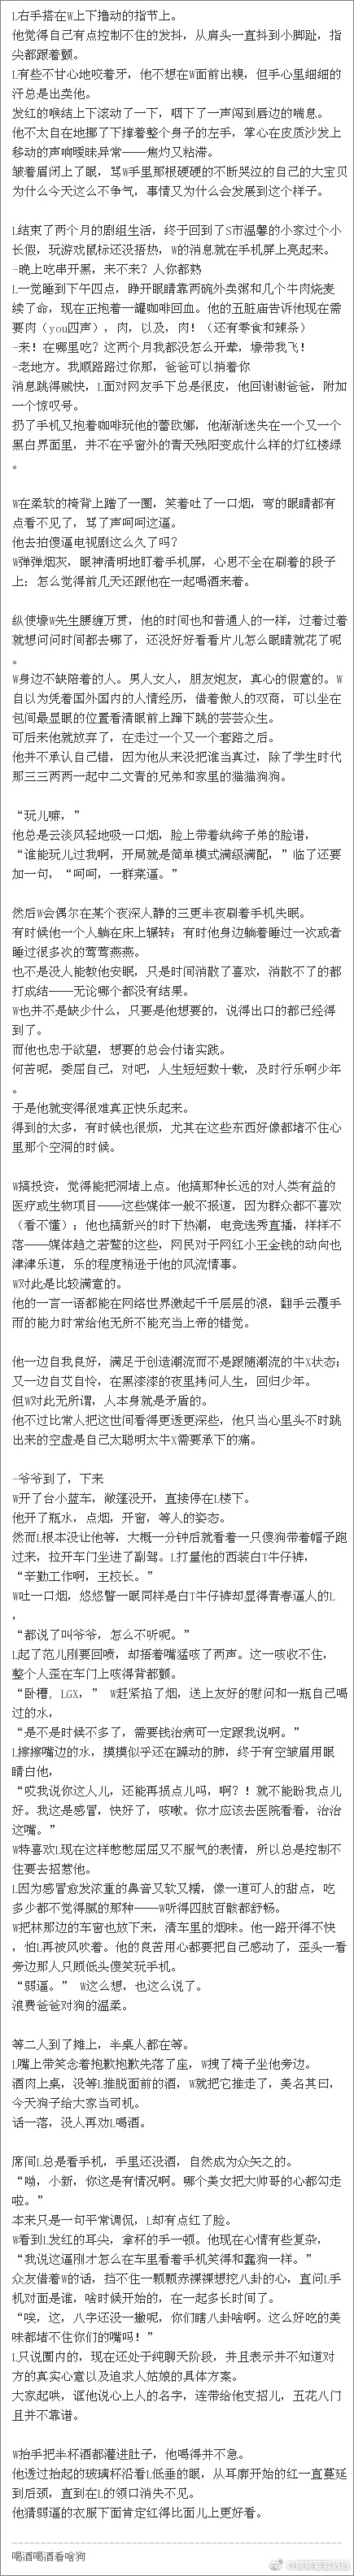 L右手搭在W上下撸动的指节上。
他觉得自己有点控制不住的发抖，从肩头一直抖到小脚趾，指
尖都跟着颤。
L有些不甘心地咬着牙，他不想在W面前出糗，但手心里细细的
汗总是出卖他。
发红的喉结上下滚动了一下，咽下了一声闯到唇边的喘息。
他不大自在地挪了下撑着整个身子的左手，掌心在皮质沙发上
移动的声响暧昧异常——焦灼又粘滞。
皱着眉闭上了眼，骂W手里那根硬硬的不断哭泣的自己的大宝贝
为什么今天这么不争气，事情又为什么会发展到这个样子。
L结束了两个月的剧组生活，终于回到了S市温馨的小家过个小
长假，玩游戏鼠标还没捂热，W的消息就在手机屏上亮起来。
-晚上吃串开黑，来不来？人你都熟
L一觉睡到下午四点，睁开眼睛靠两碗外卖粥和几个牛肉烧麦
续了命，现在正抱着一罐咖啡回血。他的五脏庙告诉他现在需
要肉（you四声），肉，以及，肉！（还有零食和辣条）
-来！在哪里吃？这两个月我都没怎么开荤，壕带我飞！
-老地方。我顺路路过你那，爸爸可以捎着你
消息跳得贼快，L面对网友手下总是很皮，他回谢谢爸爸，附加
一个惊叹号。
扔了手机又抱着咖啡玩他的蕾欧娜，他渐渐迷失在一个又一个
黑白界面里，并不在乎窗外的青天残阳变成什么样的灯红楼绿
。
W在柔软的椅背上蹭了一圈，笑着吐了一口烟，弯的眼睛都有
点看不见了，骂了声呵呵这逼。
他去拍傻逼电视剧这么久了吗？
W弹弹烟灰，眼神清明地盯着手机屏，心思不全在刷着的段子
上：怎么觉得前几天还跟他在一起喝酒来着。
纵使壕W先生腰缠万贯，他的时间也和普通人的一样，过着过着
就想问问时间都去哪了，还没好好看看片儿怎么眼睛就花了呢
。
W身边不缺陪着的人。男人女人，朋友炮友，真心的假意的。W
自以为凭着国外国内的人情经历，借着傲人的双商，可以坐在
包间最显眼的位置看清眼前上蹿下跳的芸芸众生。
可后来他就放弃了，在走过一个又一个套路之后。
他并不承认自己错，因为他从来没把谁当真过，除了学生时代
那三三两两一起中二文青的兄弟和家里的猫猫狗狗。
“玩儿嘛，”
他总是云淡风轻地吸一口烟，脸上带着纨绔子弟的脸谱，
“谁能玩儿过我啊，开局就是简单模式满级满配，”临了还要
加一句，“呵呵，一群菜逼。”
然后W会偶尔在某个夜深人静的三更半夜刷着手机失眠。
有时候他一个人躺在床上辗转；有时他身边躺着睡过一次或者
睡过很多次的莺莺燕燕。
也不是没人能教他安眠，只是时间消散了喜欢，消散不了的都
打成结——无论哪个都没有结果。
W也并不是缺少什么，只要是他想要的，说得出口的都已经得
到了。
而他也忠于欲望，想要的总会付诸实践。
何苦呢，委屈自己，对吧，人生短短数十载，及时行乐啊少年
。
于是他就变得很难真正快乐起来。
得到的太多，有时候也很烦，尤其在这些东西好像都堵不住心
里那个空洞的时候。
W搞投资，觉得能把洞堵上点。他搞那种长远的对人类有益的
医疗或生物项目——这些媒体一般不报道，因为群众都不喜欢
（看不懂）；他也搞新兴的时下热潮，电竞选秀直播，样样不
落——媒体趋之若鹜的这些，网民对于网红小王金钱的动向也
津津乐道，乐的程度稍逊于他的风流情事。
W对此是比较满意的。
他的一言一语都能在网络世界激起千千层层的浪，翻手云覆手
雨的能力时常给他无所不能充当上帝的错觉。
他一边自我良好，满足于创造潮流而不是跟随潮流的牛X状态；
又一边自艾自怜，在黑漆漆的夜里拷问人生，回归少年。
但W对此无所谓，人本身就是矛盾的。
他不过比常人把这世间看得更透更深些，他只当心里头不时跳
出来的空虚是自己太聪明太牛X需要承下的痛。
-爷爷到了，下来
W开了台小蓝车，敞篷没开，直接停在L楼下。
他开了瓶水，点烟，开窗，等人的姿态。
然而L根本没让他等，大概一分钟后就看着一只傻狗带着帽子跑
过来，拉开车门坐进了副驾。L打量他的西装白T牛仔裤，
“辛勤工作啊，王校长。”
W吐一口烟，悠悠瞥一眼同样是白T牛仔裤却显得青春逼人的L
，
“都说了叫爷爷，怎么不听呢。”
L起了范儿刚要回喷，却捂着嘴猛咳了两声。这一咳收不住，
整个人歪在车门上咳得背都颤。
“卧槽，LGX，” W赶紧掐了烟，送上友好的慰问和一瓶自己喝
过的水，
“是不是时候不多了，需要钱治病可一定跟我说啊。”
L擦擦嘴边的水，摸摸似乎还在躁动的肺，终于有空皱着眉用眼
睛白他，
“哎我说你这人儿，还能再损点儿吗，啊？！就不能盼我点儿
好。我这是感冒，快好了，咳嗽。你才应该去医院看看，治治
这嘴。”
W特喜欢L现在这样憋憋屈屈又不服气的表情，所以总是控制不
住要去招惹他。
L因为感冒愈发浓重的鼻音又软又糯，像一道可人的甜点，吃
多少都不觉得腻的那种——W听得四肢百骸都舒畅。
W把林那边的车窗也放下来，清车里的烟味。他一路开得不快
，怕L再被风吹着。他的良苦用心都要把自己感动了，歪头一看
旁边那人只顾低头傻笑玩手机。
“弱逼。” W这么想，也这么说了。
浪费爸爸对狗的温柔。
等二人到了摊上，半桌人都在等。
L嘴上带笑念着抱歉抱歉先落了座，W拽了椅子坐他旁边。
酒肉上桌，没等L推脱面前的酒，W就把它推走了，美名其曰，
今天狗子给大家当司机。
话一落，没人再劝L喝酒。
席间L总是看手机，手里还没酒，自然成为众矢之的。
“呦，小新，你这是有情况啊。哪个美女把大帅哥的心都勾走
啦。”
本来只是一句平常调侃，L却有点红了脸。
W看到L发红的耳尖，拿杯的手一顿。他现在心情有些复杂，
“我说这逼刚才怎么在车里看着手机笑得和蠢狗一样。”
众友借着W的话，挡不住一颗颗赤裸裸想挖八卦的心，直问L手
机对面是谁，啥时候开始的，在一起多长时间了。
“唉，这，八字还没一撇呢，你们瞎八卦啥啊。这么好吃的美
味都堵不住你们的嘴吗！”
L只说圈内的，现在还处于纯聊天阶段，并且表示并不知道对
方的真实心意以及追求人姑娘的具体方案。
大家起哄，诓他说心上人的名字，连带给他支招儿，五花八门
且并不靠谱。
W抬手把半杯酒都灌进肚子，他喝得并不急。
他透过抬起的玻璃杯沿看L低垂的眼，从耳廓开始的红一直蔓延
到后颈，直到在L的领口消失不见。
他猜弱逼的衣服下面肯定红得比面儿上更好看。
喝酒喝酒看啥狗